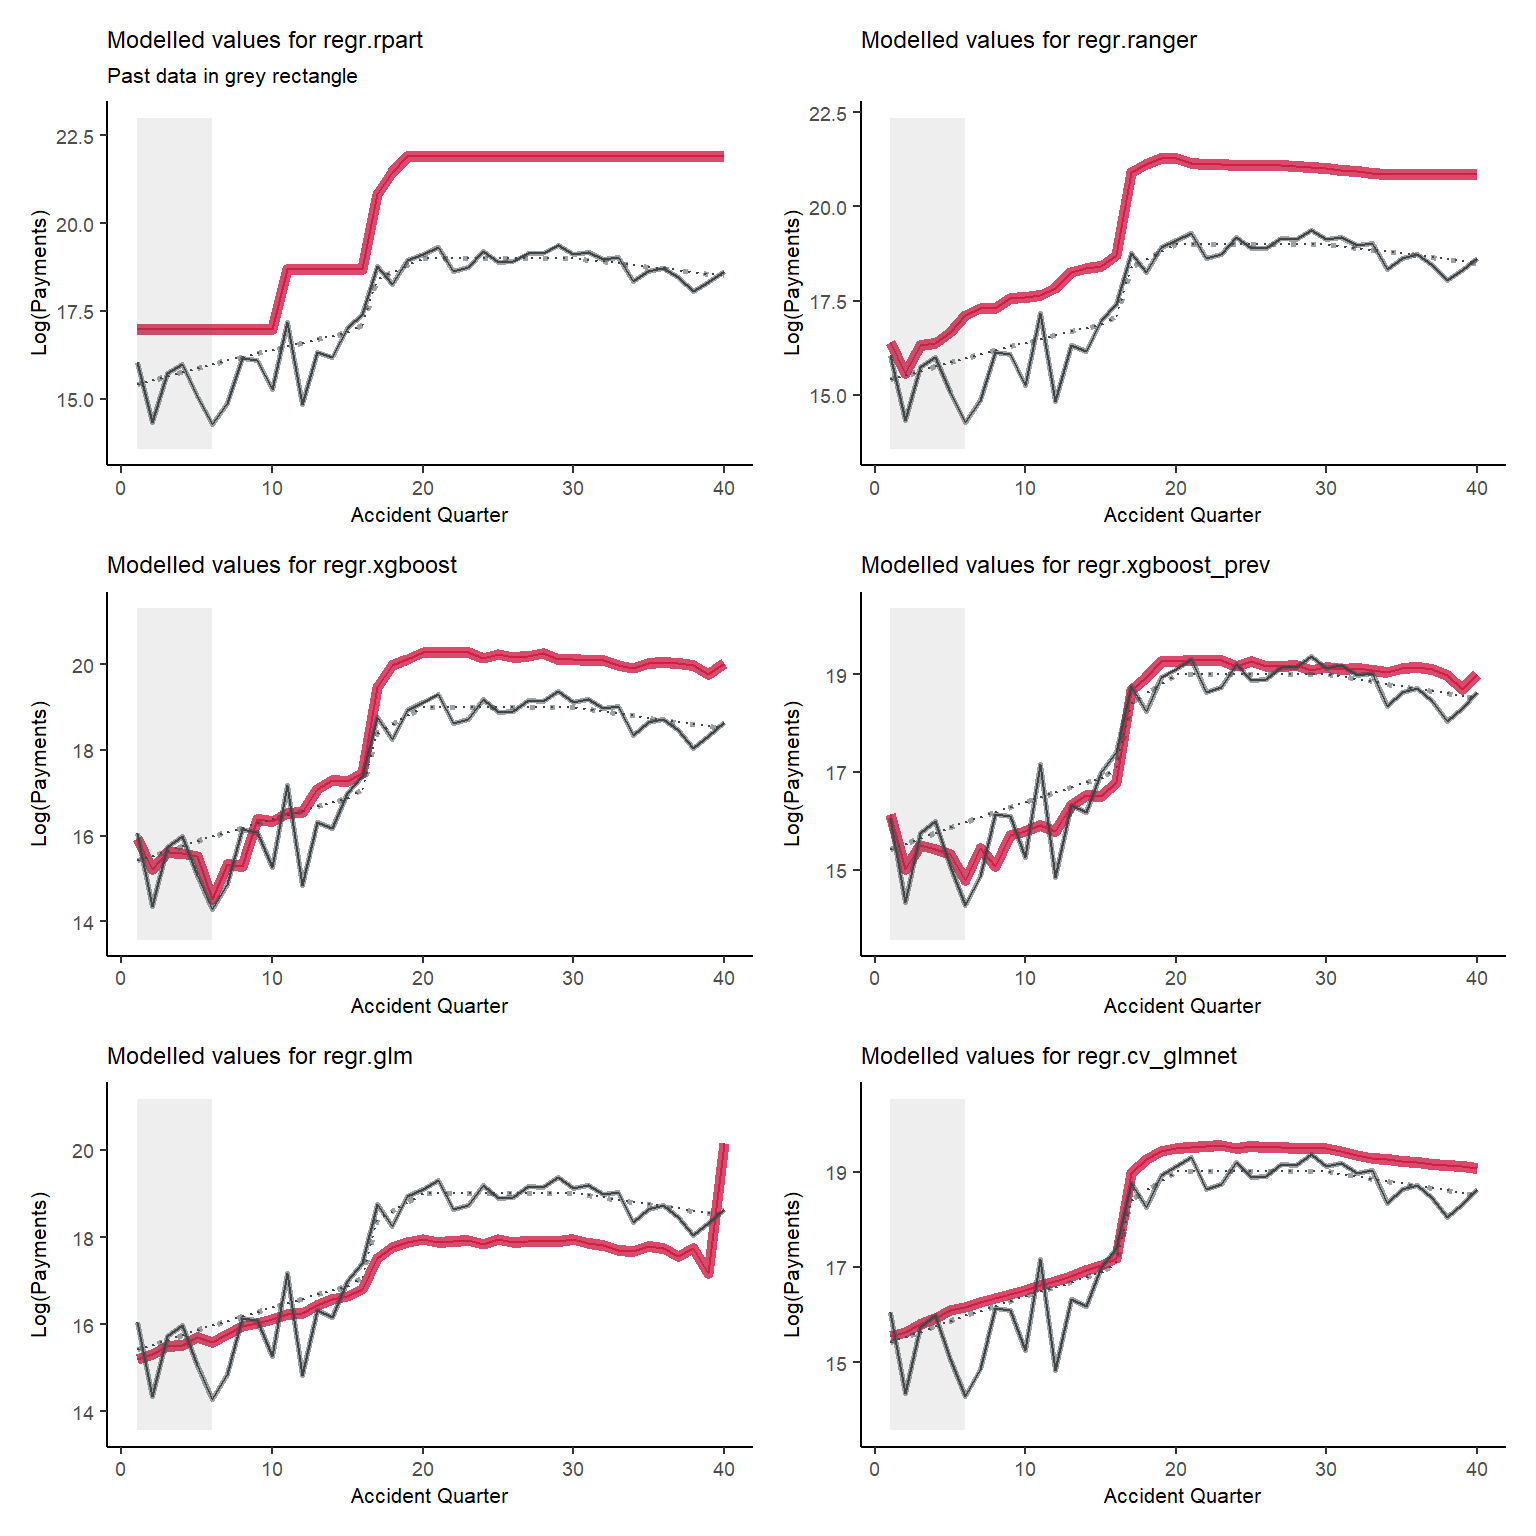 Modelled values for regr.rpart
Past data in grey rectangle
Log(Payments)
22.5
20.0
17.5
15.0
0 10 20 30 40
Accident Quarter
Modelled values for regr.ranger
Log(Payments)
22.5
20.0
17.5
15.0
0 10 20 30 40
Accident Quarter
Modelled values for regr.xgboost
Log(Payments)
20
18
16
14
0 10 20 30 40
Accident Quarter
Modelled values for regr.xgboost_prev
Log(Payments)
19
17
15
0 10 20 30 40
Accident Quarter
Modelled values for regr.glm
Log(Payments)
20
18
16
14
0 10 20 30 40
Accident Quarter
Modelled values for regr.cv_glmnet
Log(Payments)
19
17
15
0 10 20 30 40
Accident Quarter